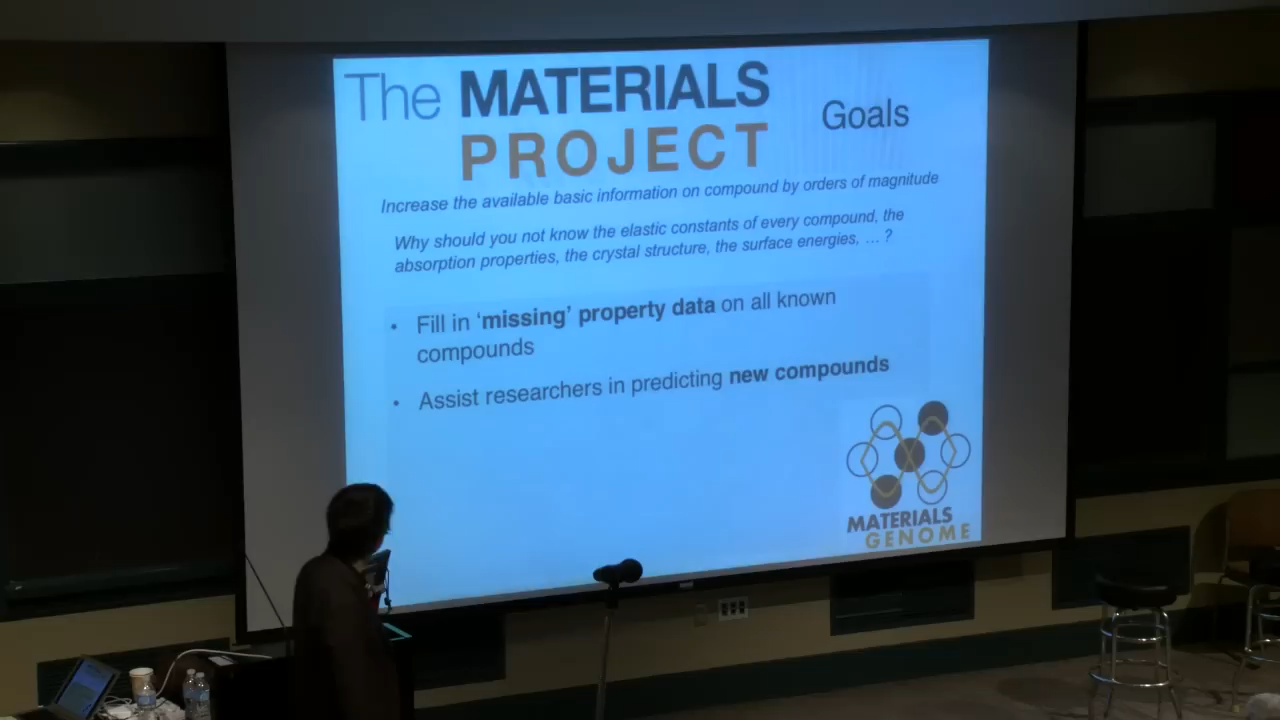 The MATERIALS
PROJECT
Goals
Increase the available basic information on compound by orders of magnitude
Why should you not know the elastic constants of every compound, the
absorption properties, the crystal structure, the surface energies, … ?
• Fill in ‘missing’ property data on all known
compounds
• Assist researchers in predicting new compounds
MATERIALS
GENOME